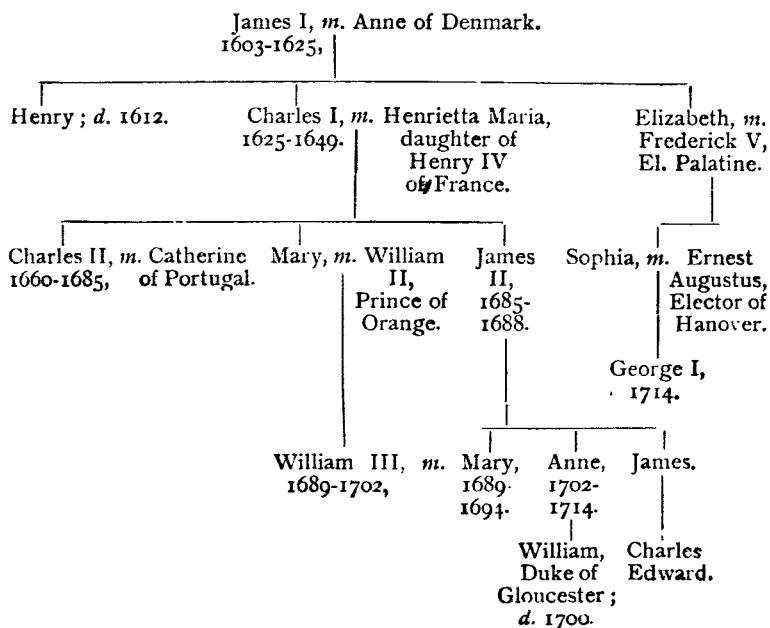 James I, m. Anne of Denmark.
1603-1625,
Henry ; d. 1612.
Charles I, m. Henrietta Maria,
1625-1649. daughter of
Henry IV
of France.
Elizabeth, m.
Frederick V,
El. Palatine.
Charles II, m. Catherine
1660-1685, of Portugal.
Mary, m. William
II,
Prince of
Orange.
James
II,
1685-
1688.
Sophia, m. Ernest
Augustus,
Elector of
Hanover.
George I,
1714.
William III, m. Mary,
1689-1702, 1689-
1694.
Anne,
1702-
1714.
James.
William,
Duke of
Gloucester ;
d. 1700.
Charles
Edward.